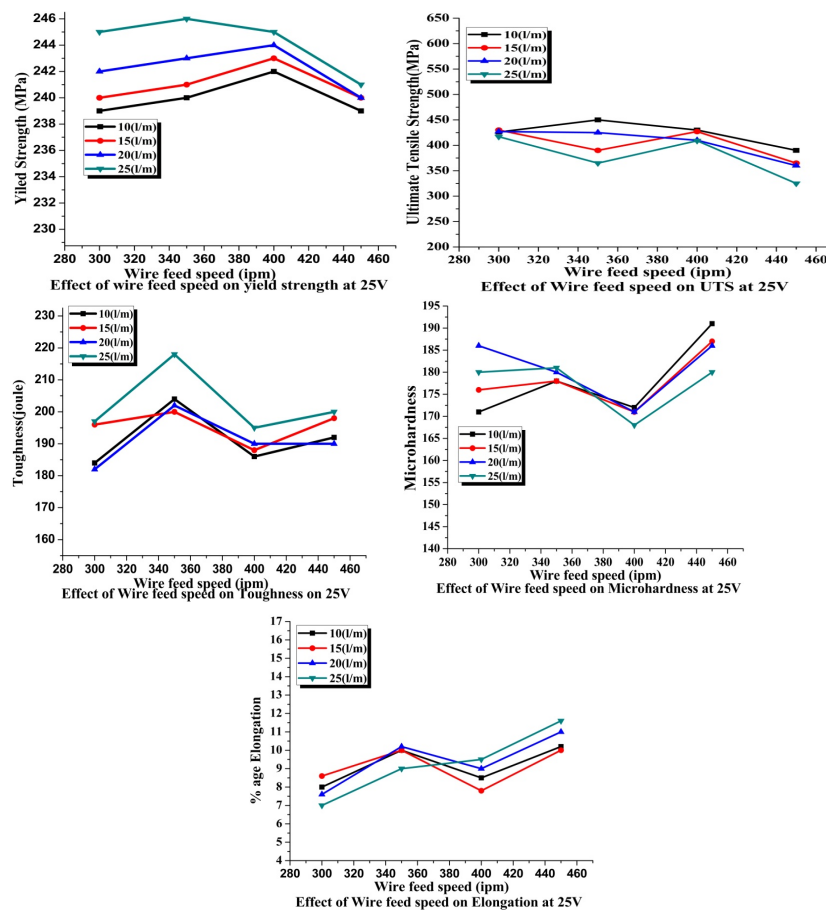 246
244
242
240
238
236
234
232
230
Yiled Strength (MPa)
10(l/m)
15(l/m)
20(l/m)
25(l/m)
280 300 320 340 360 380 400 420 440 460
Wire feed speed (ipm)
Effect of wire feed speed on yield strength at 25V
650
600
550
500
450
400
350
300
250
200
Ultimate Tensile Strength(MPa)
10(l/m)
15(l/m)
20(l/m)
25(l/m)
280 300 320 340 360 380 400 420 440 460
Wire feed speed (ipm)
Effect of Wire feed speed on UTS at 25V
230
220
210
200
190
180
170
160
Toughness(joule)
10(l/m)
15(l/m)
20(l/m)
25(l/m)
280 300 320 340 360 380 400 420 440 460
Wire feed speed (ipm)
Effect of Wire feed speed on Toughness on 25V
195
190
185
180
175
170
165
160
155
150
145
140
Microhardness
10(l/m)
15(l/m)
20(l/m)
25(l/m)
280 300 320 340 360 380 400 420 440 460
Wire feed speed (ipm)
Effect of Wire feed speed on Microhardness at 25V
17
16
15
14
13
12
11
10
9
8
7
6
5
4
% age Elongation
10(l/m)
15(l/m)
20(l/m)
25(l/m)
280 300 320 340 360 380 400 420 440 460
Wire feed speed (ipm)
Effect of Wire feed speed on Elongation at 25V